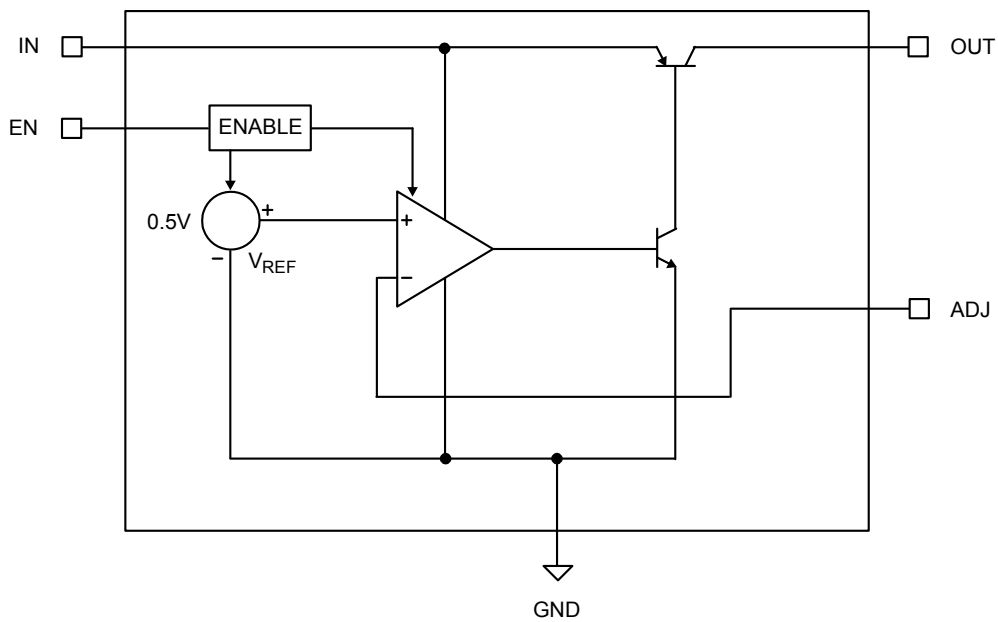 IN
OUT
EN
ENABLE
0.5V
+
−
VREF
+
−
ADJ
GND